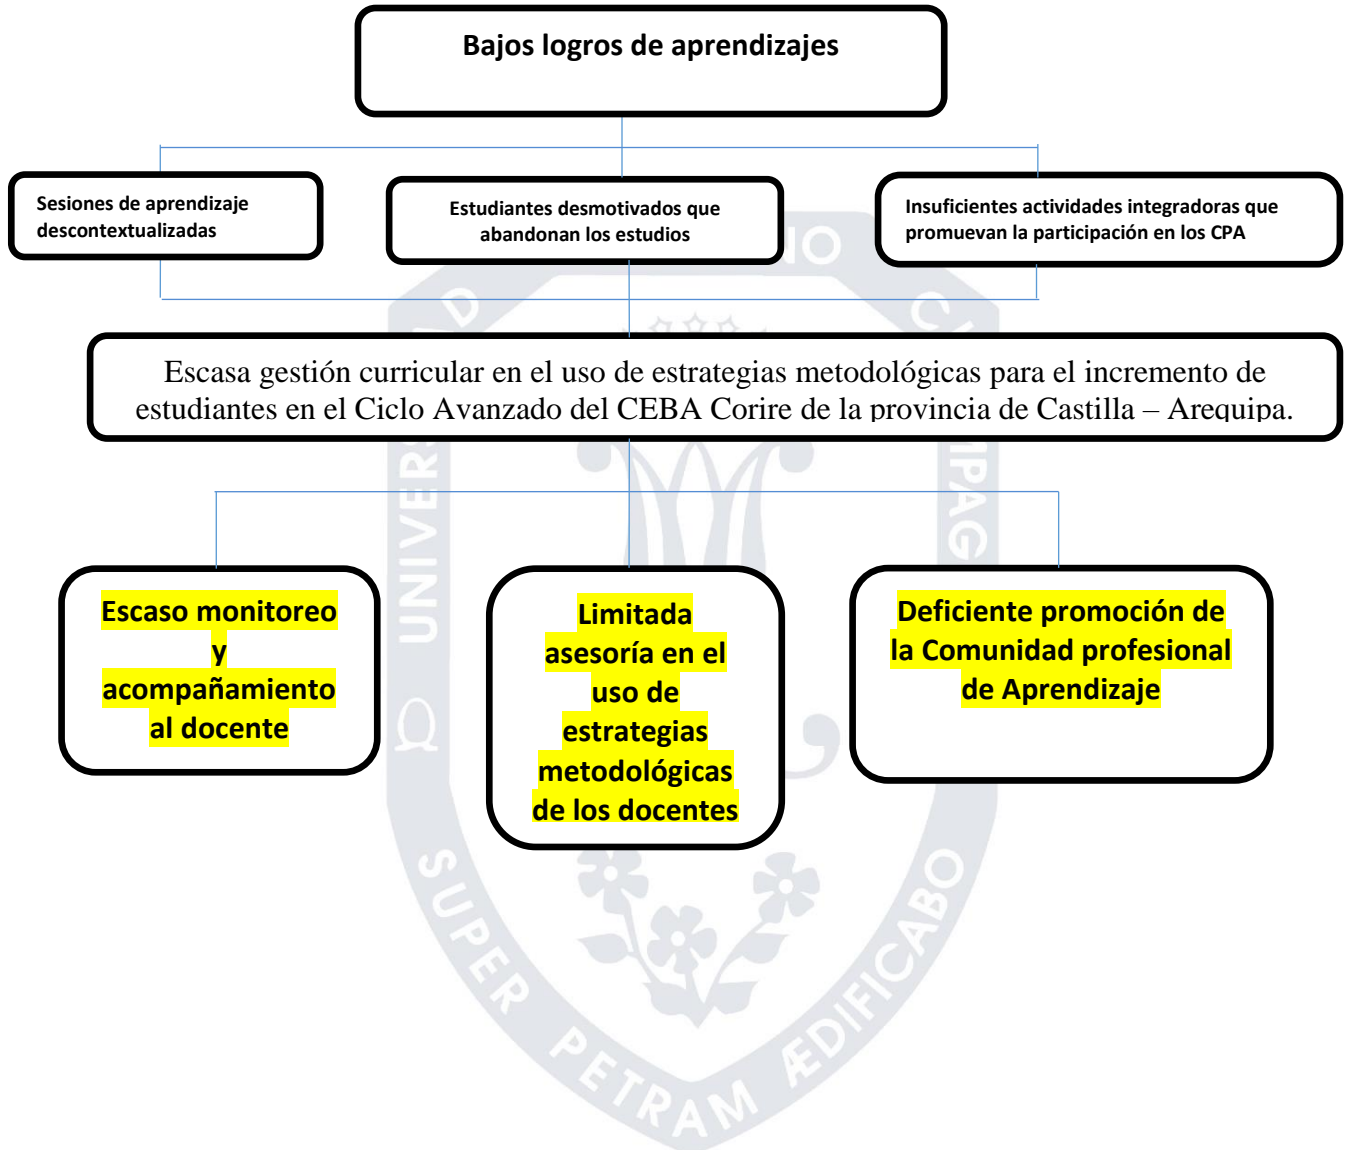 Bajos logros de aprendizajes
Sesiones de aprendizaje
descontextualizadas
Estudiantes desmotivados que
abandonan los estudios
Insuficientes actividades integradoras que
promuevan la participación en los CPA
Escasa gestión curricular en el uso de estrategias metodológicas para el incremento de
estudiantes en el Ciclo Avanzado del CEBA Corire de la provincia de Castilla – Arequipa.
Escaso monitoreo
y
acompañamiento
al docente
Limitada
asesoría en el
uso de
estrategias
metodológicas
de los docentes
Deficiente promoción de
la Comunidad profesional
de Aprendizaje
SUPER PETRAM ÆDIFICABO